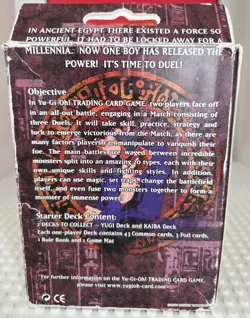 IN ANCIENT EGYPT THERE EXISTED A FORCE SO
POWERFUL, IT HAD TO BE LOCKED AWAY FOR A
MILLENNIA. NOW ONE BOY HAS RELEASED THE
POWER! IT'S TIME TO DUEL!
Objective
In Yu-Gi-Oh! TRADING CARD GAME, two players face off
in an all-out battle, engaging in a Match consisting of
three Duels. It will take skill, practice, strategy and
luck to emerge victorious from the Match, as there are
many factors players can manipulate to vanquish their
foe. The main battles are waged between incredible
monsters split into an amazing 10 types, each with their
own unique skills and fighting styles. In addition,
players can use magic, set traps, change the battlefield
itself, and even fuse two monsters together to form a
monster of immense power!
Starter Deck Content:
2 DECKS TO COLLECT ~ YUGI Deck and KAIBA Deck
Each one-player Deck contains 47 Common cards, 3 Foil cards,
1 Rule Book and 1 Game Mat
For further information on the Yu-Gi-Oh! TRADING CARD GAME,
please visit www.yugioh-card.com
CE